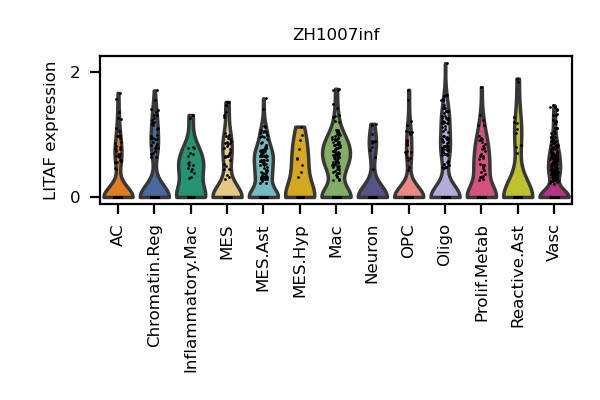 ZH1007inf
LITAF expression
2
0
AC
Chromatin.Reg
Inflammatory.Mac
MES
MES.Ast
MES.Hyp
Mac
Neuron
OPC
Oligo
Prolif.Metab
Reactive.Ast
Vasc